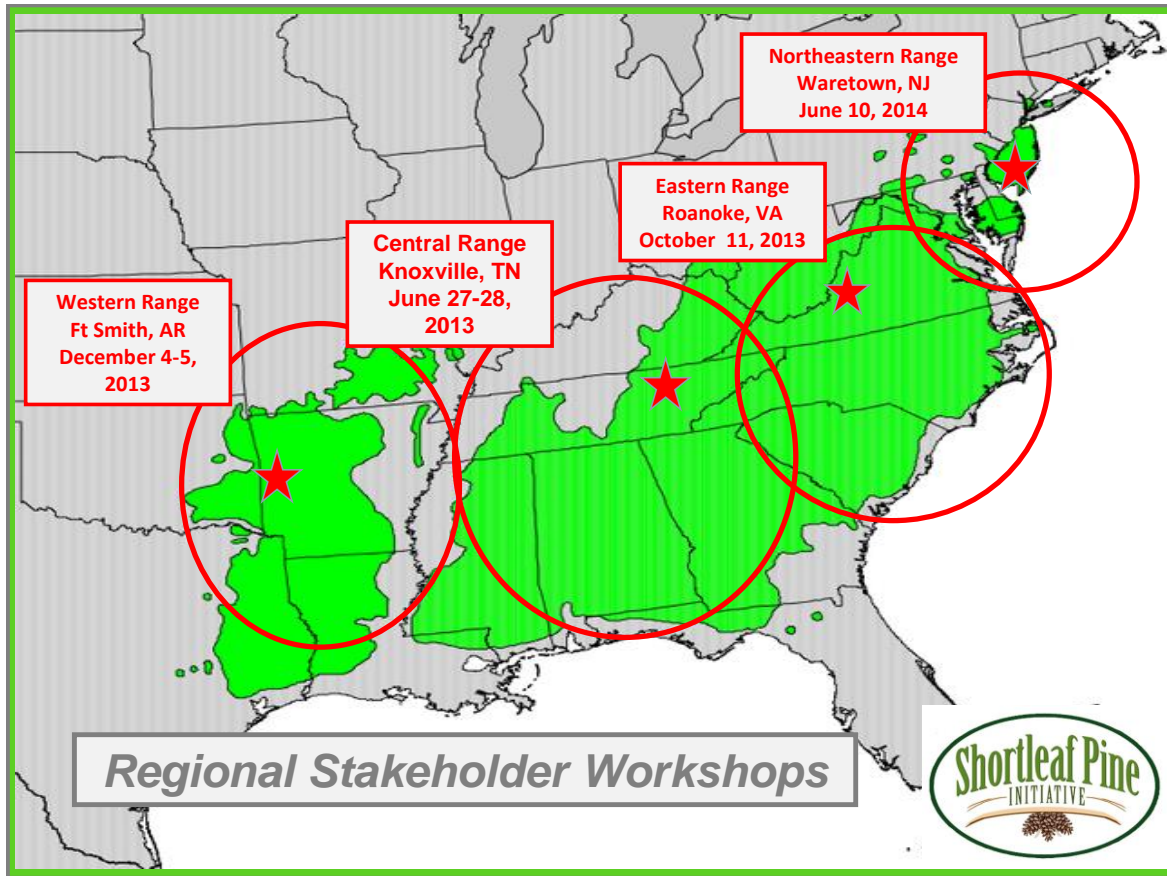 Northeastern Range
Waretown, NJ
June 10, 2014
Eastern Range
Roanoke, VA
October  11, 2013
Central Range
Knoxville, TN
June 27-28,
2013
Western Range
Ft Smith, AR
December 4-5,
2013
Regional Stakeholder Workshops
Shortleaf Pine
INITIATIVE